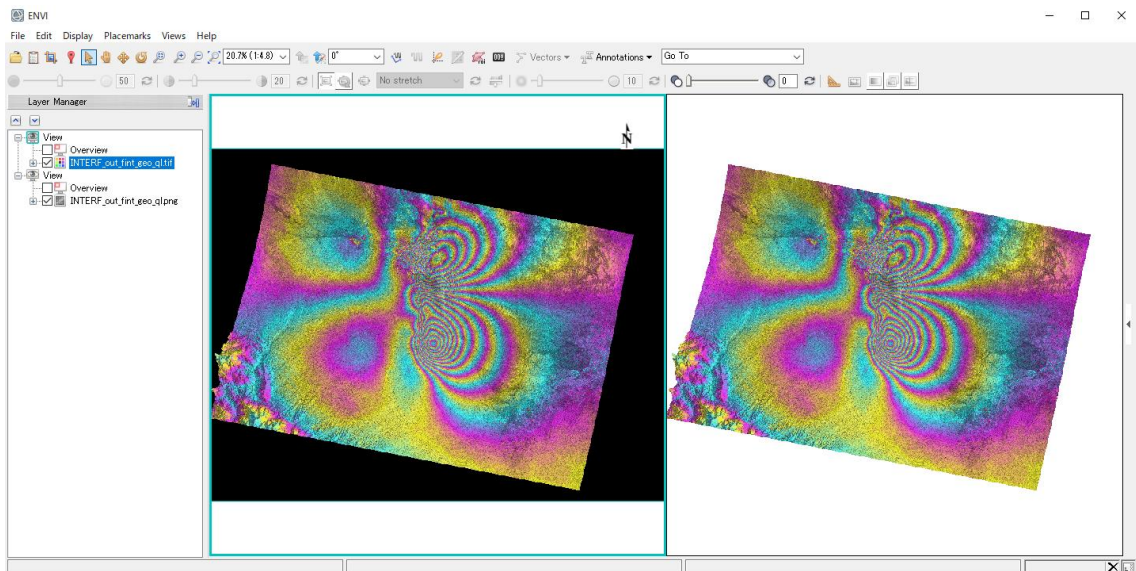 ENVI
File Edit Display Placemarks Views Help
20.7% (1:4.8) 0° Vectors Annotations Go To
50 20 No stretch 10 0
Layer Manager
View
Overview
INTERF_out_fint_geo_ql.tif
View
Overview
INTERF_out_fint_geo_ql.png
N